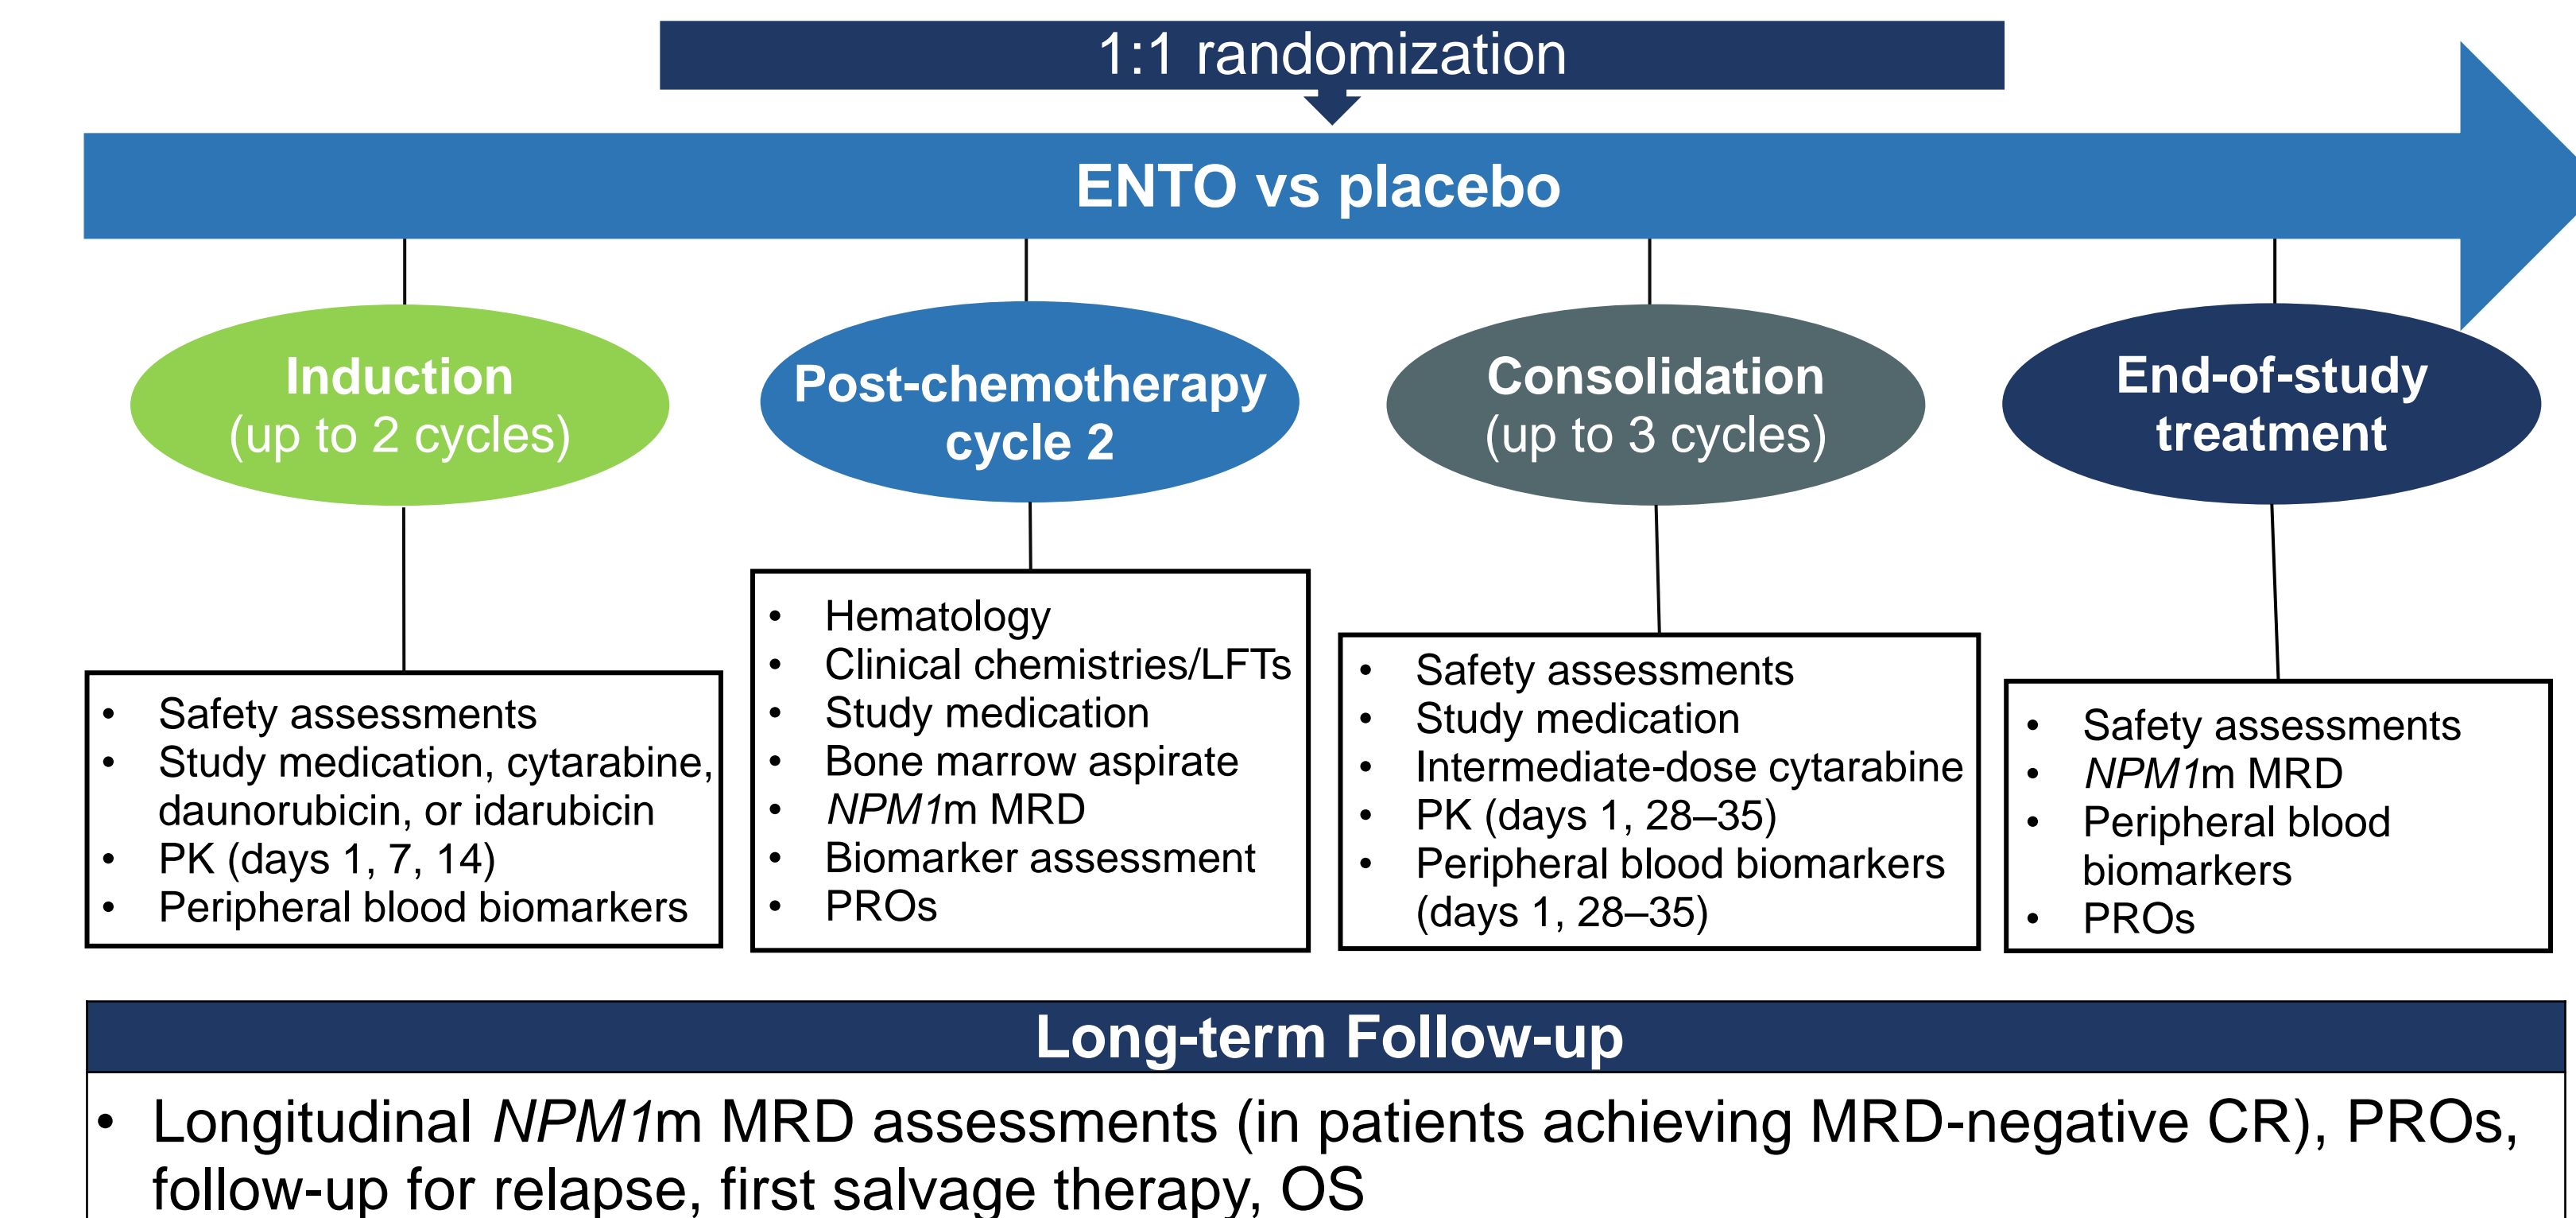 1:1 randomization
ENTO vs placebo
Induction
(up to 2 cycles)
• Safety assessments
• Study medication, cytarabine,
daunorubicin, or idarubicin
• PK (days 1, 7, 14)
• Peripheral blood biomarkers
Post-chemotherapy
cycle 2
• Hematology
• Clinical chemistries/LFTs
• Study medication
• Bone marrow aspirate
• NPM1m MRD
• Biomarker assessment
• PROs
Consolidation
(up to 3 cycles)
• Safety assessments
• Study medication
• Intermediate-dose cytarabine
• PK (days 1, 28–35)
• Peripheral blood biomarkers
(days 1, 28–35)
End-of-study
treatment
• Safety assessments
• NPM1m MRD
• Peripheral blood
biomarkers
• PROs
Long-term Follow-up
• Longitudinal NPM1m MRD assessments (in patients achieving MRD-negative CR), PROs,
follow-up for relapse, first salvage therapy, OS